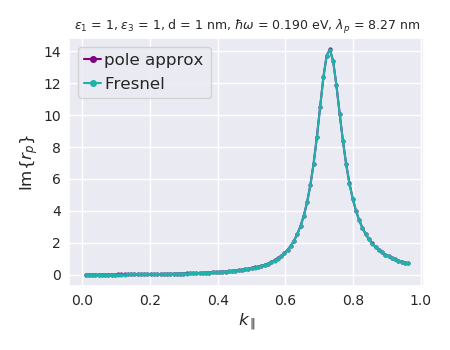 ε₁ = 1, ε₃ = 1, d = 1 nm, ħω = 0.190 eV, λₚ = 8.27 nm
pole approx
Fresnel
Im{rₚ}
14
12
10
8
6
4
2
0
0.0 0.2 0.4 0.6 0.8 1.0
k∥